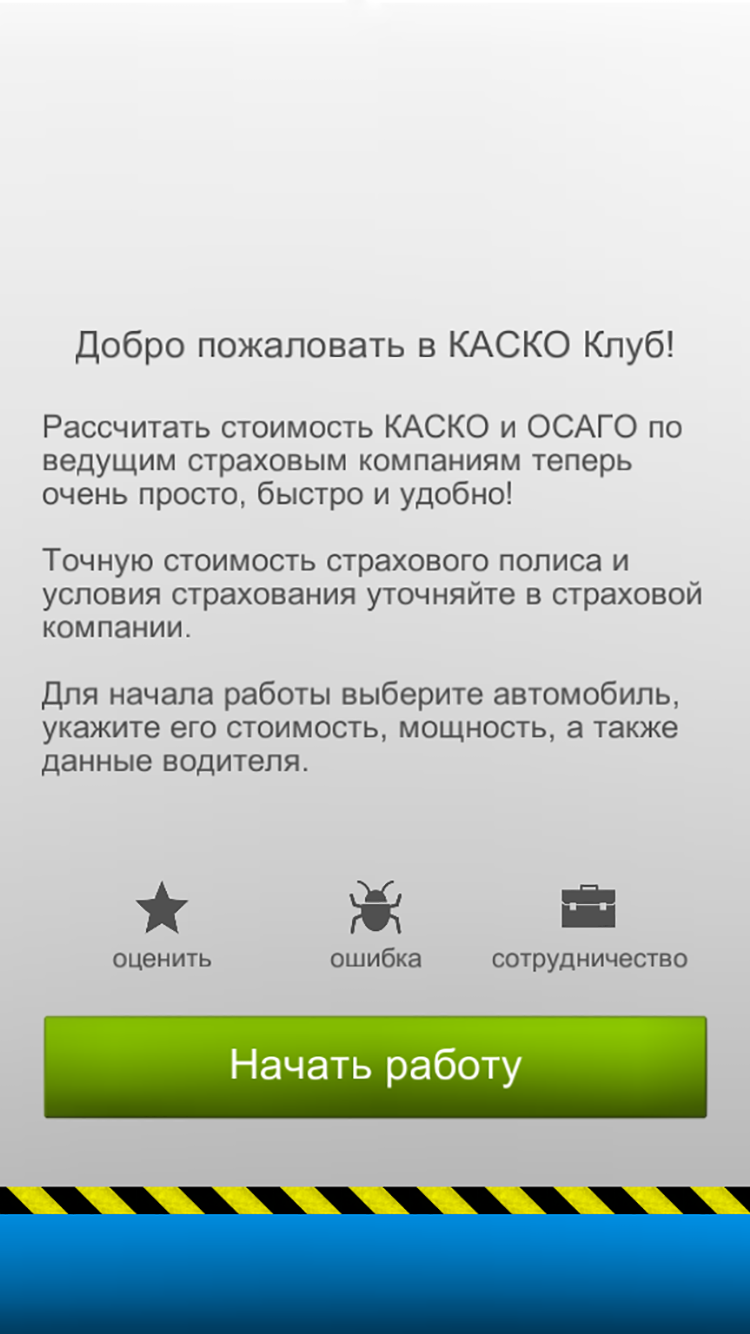 Добро пожаловать в КАСКО Клуб!
Рассчитать стоимость КАСКО и ОСАГО по
ведущим страховым компаниям теперь
очень просто, быстро и удобно!
Точную стоимость страхового полиса и
условия страхования уточняйте в страховой
компании.
Для начала работы выберите автомобиль,
укажите его стоимость, мощность, а также
данные водителя.
оценить
ошибка
сотрудничество
Начать работу